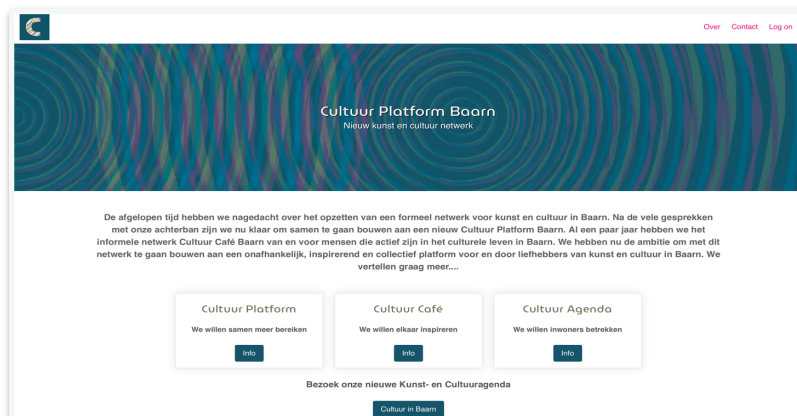 Over Contact Log on
Cultuur Platform Baarn
Nieuw kunst en cultuur netwerk
De afgelopen tijd hebben we nagedacht over het opzetten van een formeel netwerk voor kunst en cultuur in Baarn. Na de vele gesprekken
met onze achterban zijn we nu klaar om samen te gaan bouwen aan een nieuw Cultuur Platform Baarn. Al een paar jaar hebben we het
informele netwerk Cultuur Café Baarn van en voor mensen die actief zijn in het culturele leven in Baarn. We hebben nu de ambitie om met dit
netwerk te gaan bouwen aan een onafhankelijk, inspirerend en collectief platform voor en door liefhebbers van kunst en cultuur in Baarn. We
vertellen graag meer....
Cultuur Platform
We willen samen meer bereiken
Info
Cultuur Café
We willen elkaar inspireren
Info
Cultuur Agenda
We willen inwoners betrekken
Info
Bezoek onze nieuwe Kunst- en Cultuuragenda
Cultuur in Baarn